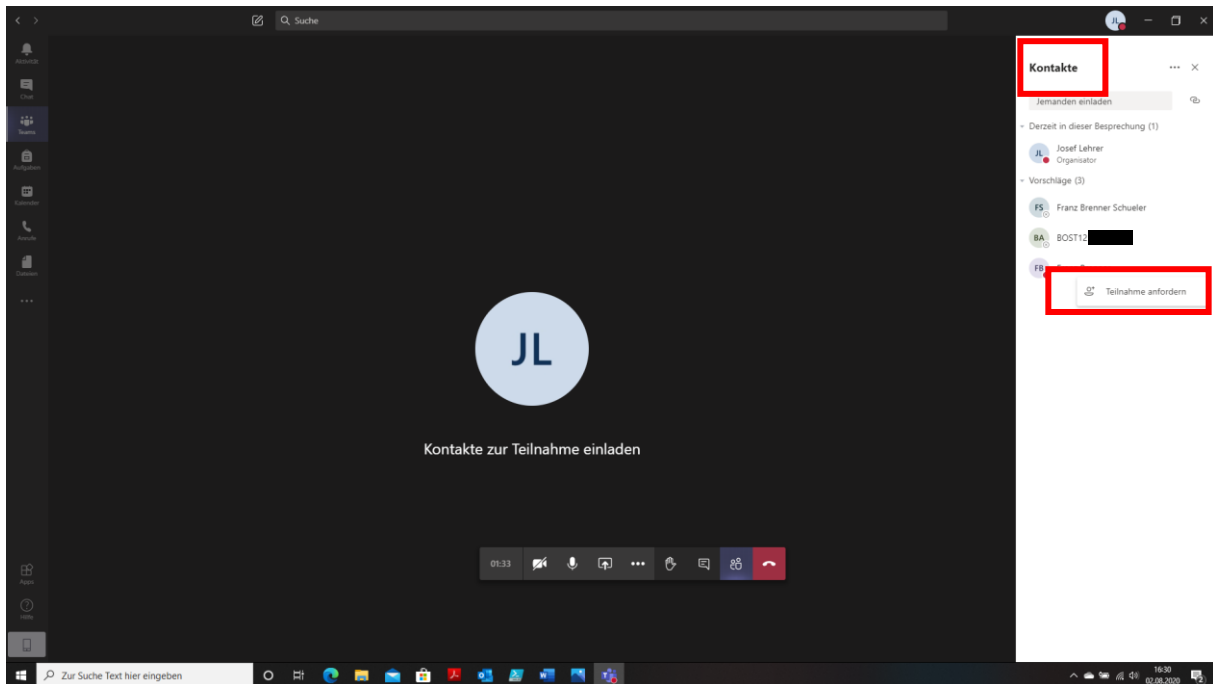 Suche
JL
Aktivität
Chat
Teams
Aufgaben
Kalender
Anrufe
Dateien
Apps
Hilfe
Kontakte
Jemanden einladen
Derzeit in dieser Besprechung (1)
JL
Josef Lehrer
Organisator
Vorschläge (3)
FS
Franz Brenner Schueler
BA
BOST12
FB
Teilnahme anfordern
JL
Kontakte zur Teilnahme einladen
01:33
Zur Suche Text hier eingeben
16:30
02.08.2020
2